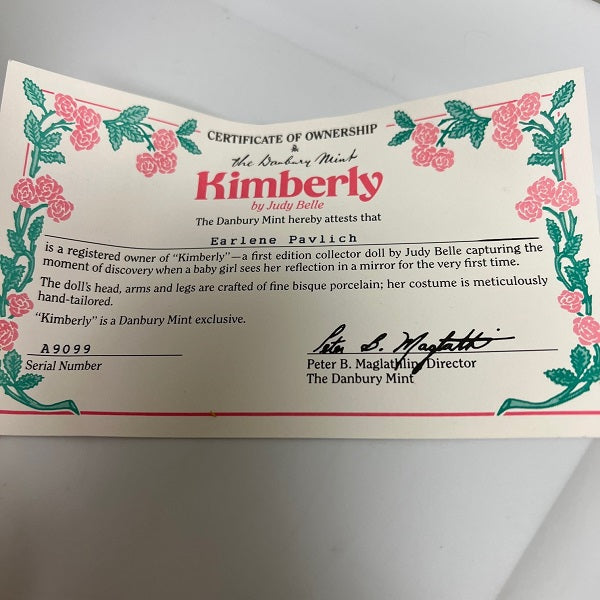 CERTIFICATE OF OWNERSHIP
&
the Danbury Mint
Kimberly
by Judy Belle
The Danbury Mint hereby attests that
Earlene Pavlich
is a registered owner of "Kimberly"—a first edition collector doll by Judy Belle capturing the
moment of discovery when a baby girl sees her reflection in a mirror for the very first time.
The doll's head, arms and legs are crafted of fine bisque porcelain; her costume is meticulously
hand-tailored.
"Kimberly" is a Danbury Mint exclusive.
A9099
Serial Number
Peter B. Maglathlin
Peter B. Maglathlin, Director
The Danbury Mint